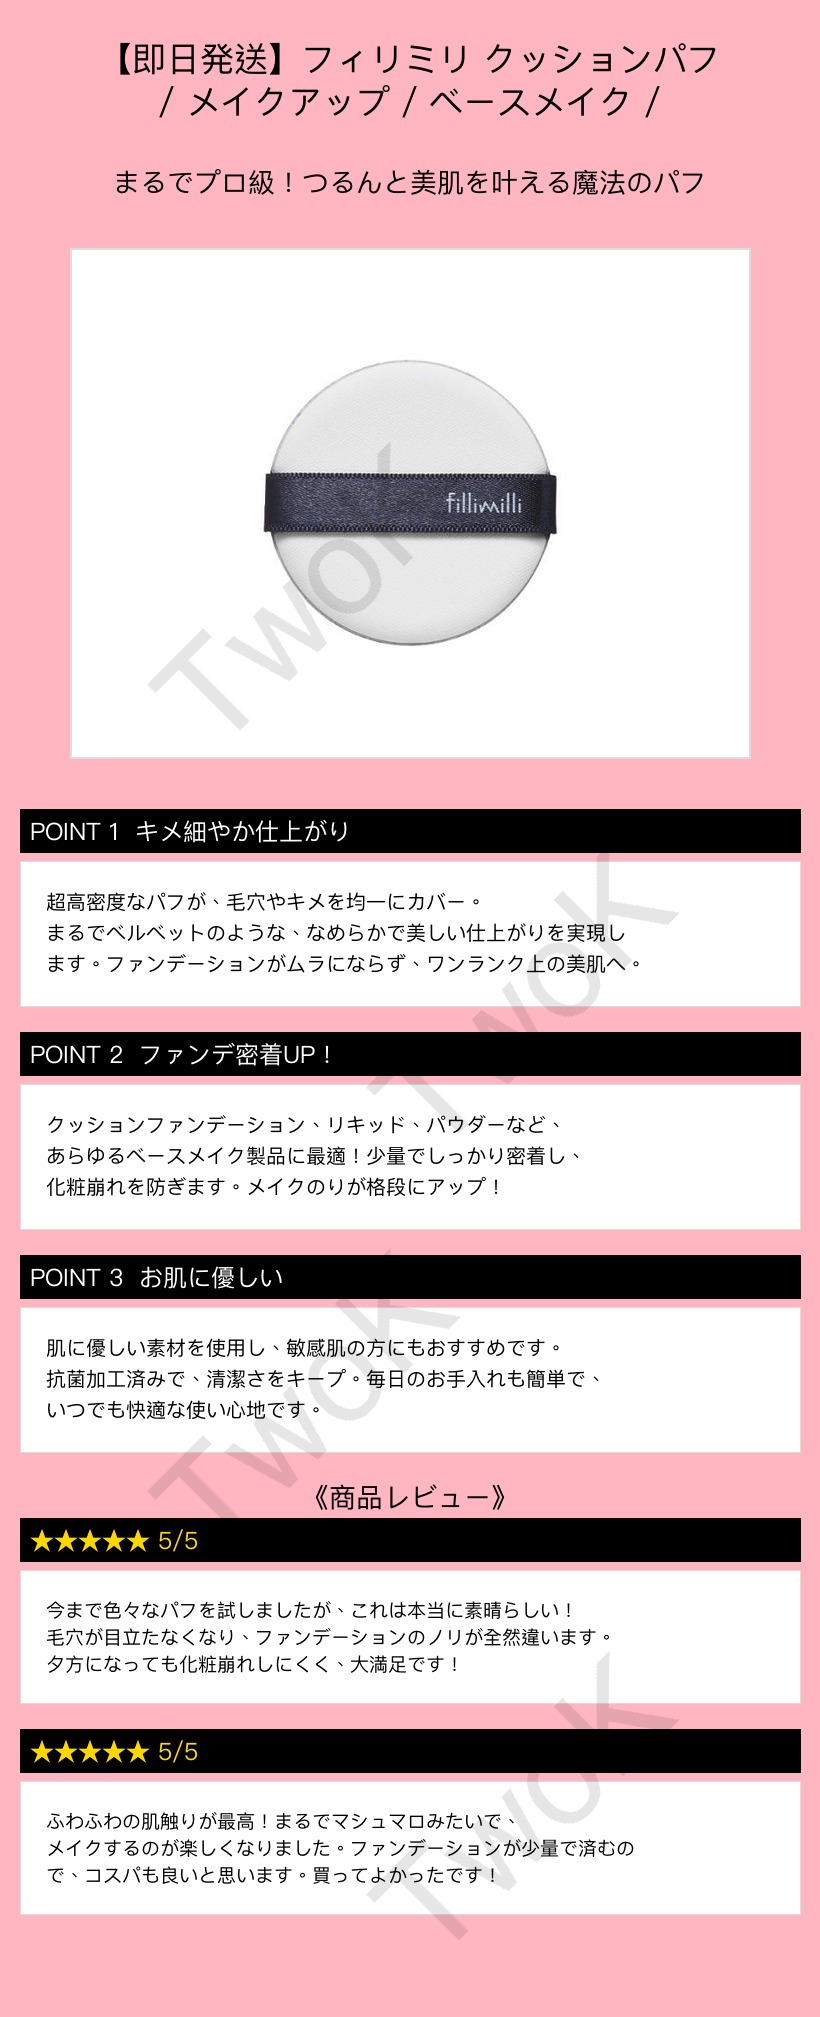 【即日発送】フィリミリ クッションパフ
/ メイクアップ / ベースメイク /
まるでプロ級！つるんと美肌を叶える魔法のパフ
fillimilli
TwoK
POINT 1 キメ細やか仕上がり
超高密度なパフが、毛穴やキメを均一にカバー。
まるでベルベットのような、なめらかで美しい仕上がりを実現し
ます。ファンデーションがムラにならず、ワンランク上の美肌へ。
TwoK
POINT 2 ファンデ密着UP！
クッションファンデーション、リキッド、パウダーなど、
あらゆるベースメイク製品に最適！少量でしっかり密着し、
化粧崩れを防ぎます。メイクのりが格段にアップ！
POINT 3 お肌に優しい
肌に優しい素材を使用し、敏感肌の方にもおすすめです。
抗菌加工済みで、清潔さをキープ。毎日のお手入れも簡単で、
いつでも快適な使い心地です。
TwoK
《商品レビュー》
★★★★★ 5/5
今まで色々なパフを試しましたが、これは本当に素晴らしい！
毛穴が目立たなくなり、ファンデーションのノリが全然違います。
夕方になっても化粧崩れしにくく、大満足です！
★★★★★ 5/5
ふわふわの肌触りが最高！まるでマシュマロみたいで、
メイクするのが楽しくなりました。ファンデーションが少量で済むの
で、コスパも良いと思います。買ってよかったです！
TwoK